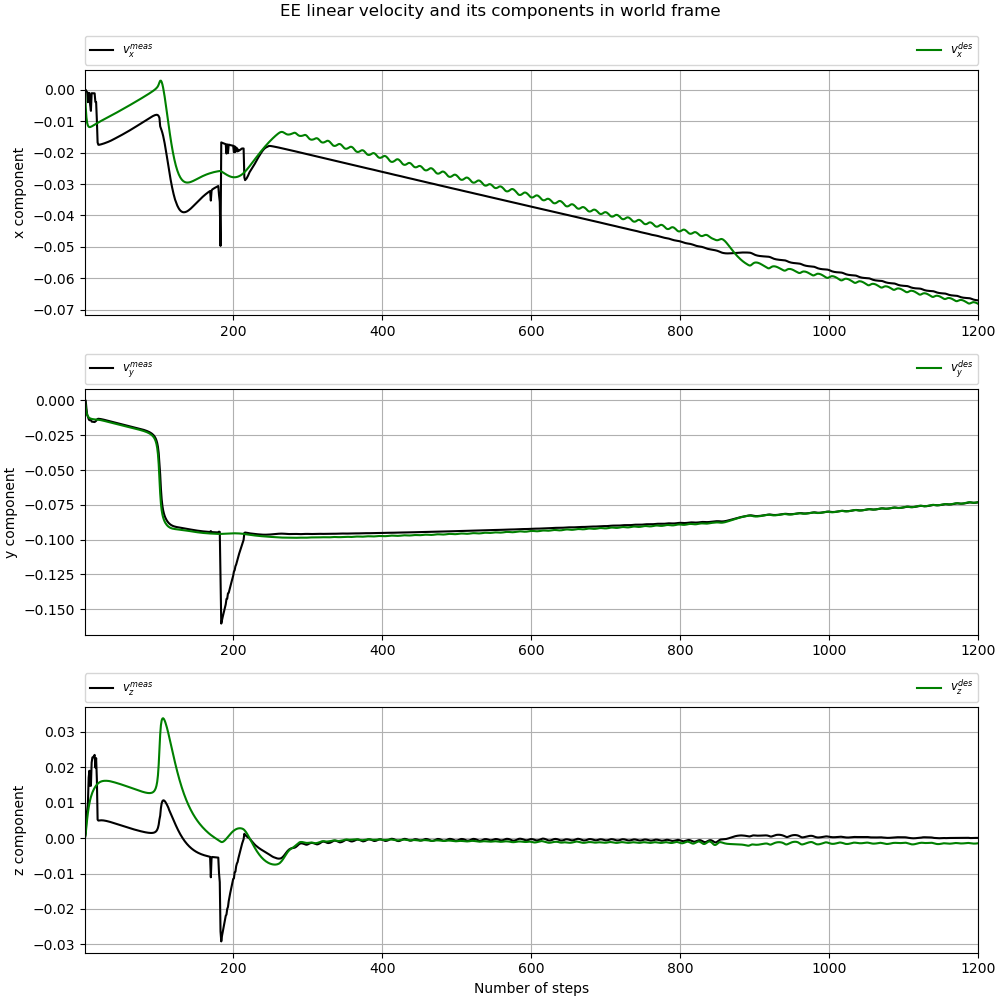 EE linear velocity and its components in world frame
v_x^meas v_x^des
0.00
−0.01
−0.02
−0.03
−0.04
−0.05
−0.06
−0.07
x component
200 400 600 800 1000 1200
v_y^meas v_y^des
0.000
−0.025
−0.050
−0.075
−0.100
−0.125
−0.150
y component
200 400 600 800 1000 1200
v_z^meas v_z^des
0.03
0.02
0.01
0.00
−0.01
−0.02
−0.03
z component
200 400 600 800 1000 1200
Number of steps